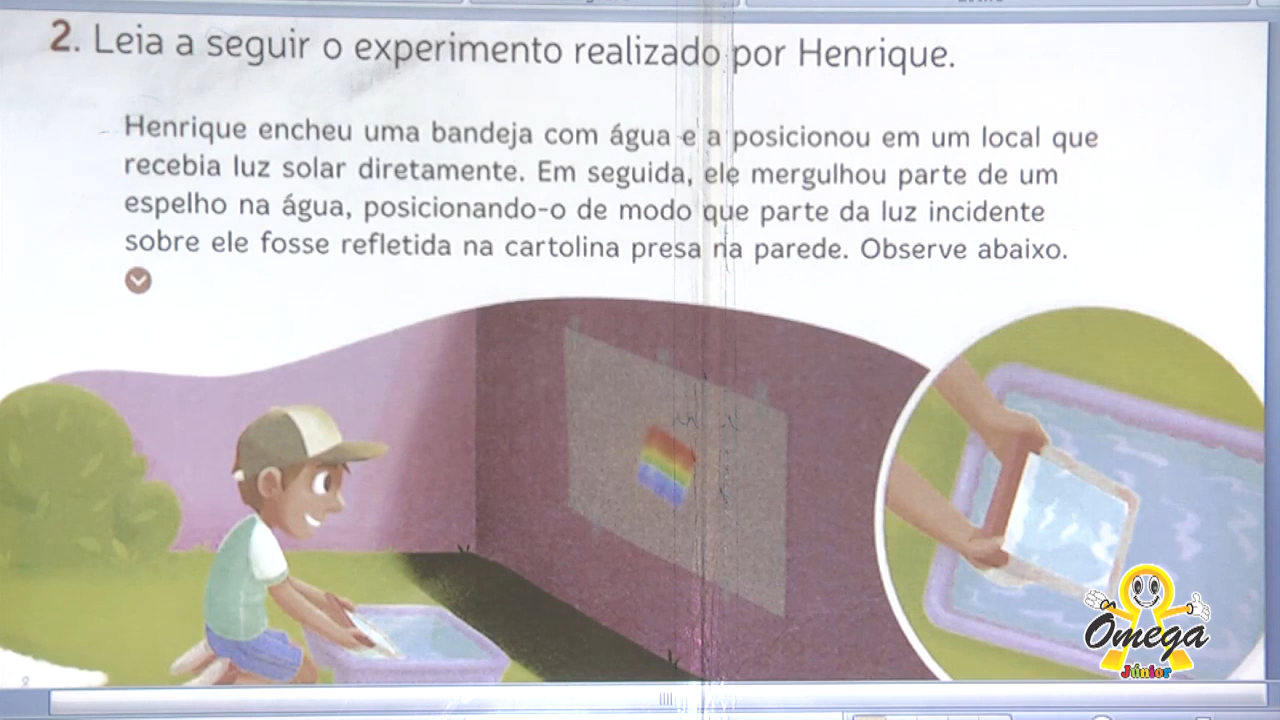 2. Leia a seguir o experimento realizado por Henrique.
Henrique encheu uma bandeja com água e a posicionou em um local que
recebia luz solar diretamente. Em seguida, ele mergulhou parte de um
espelho na água, posicionando-o de modo que parte da luz incidente
sobre ele fosse refletida na cartolina presa na parede. Observe abaixo.
Omega
Júnior